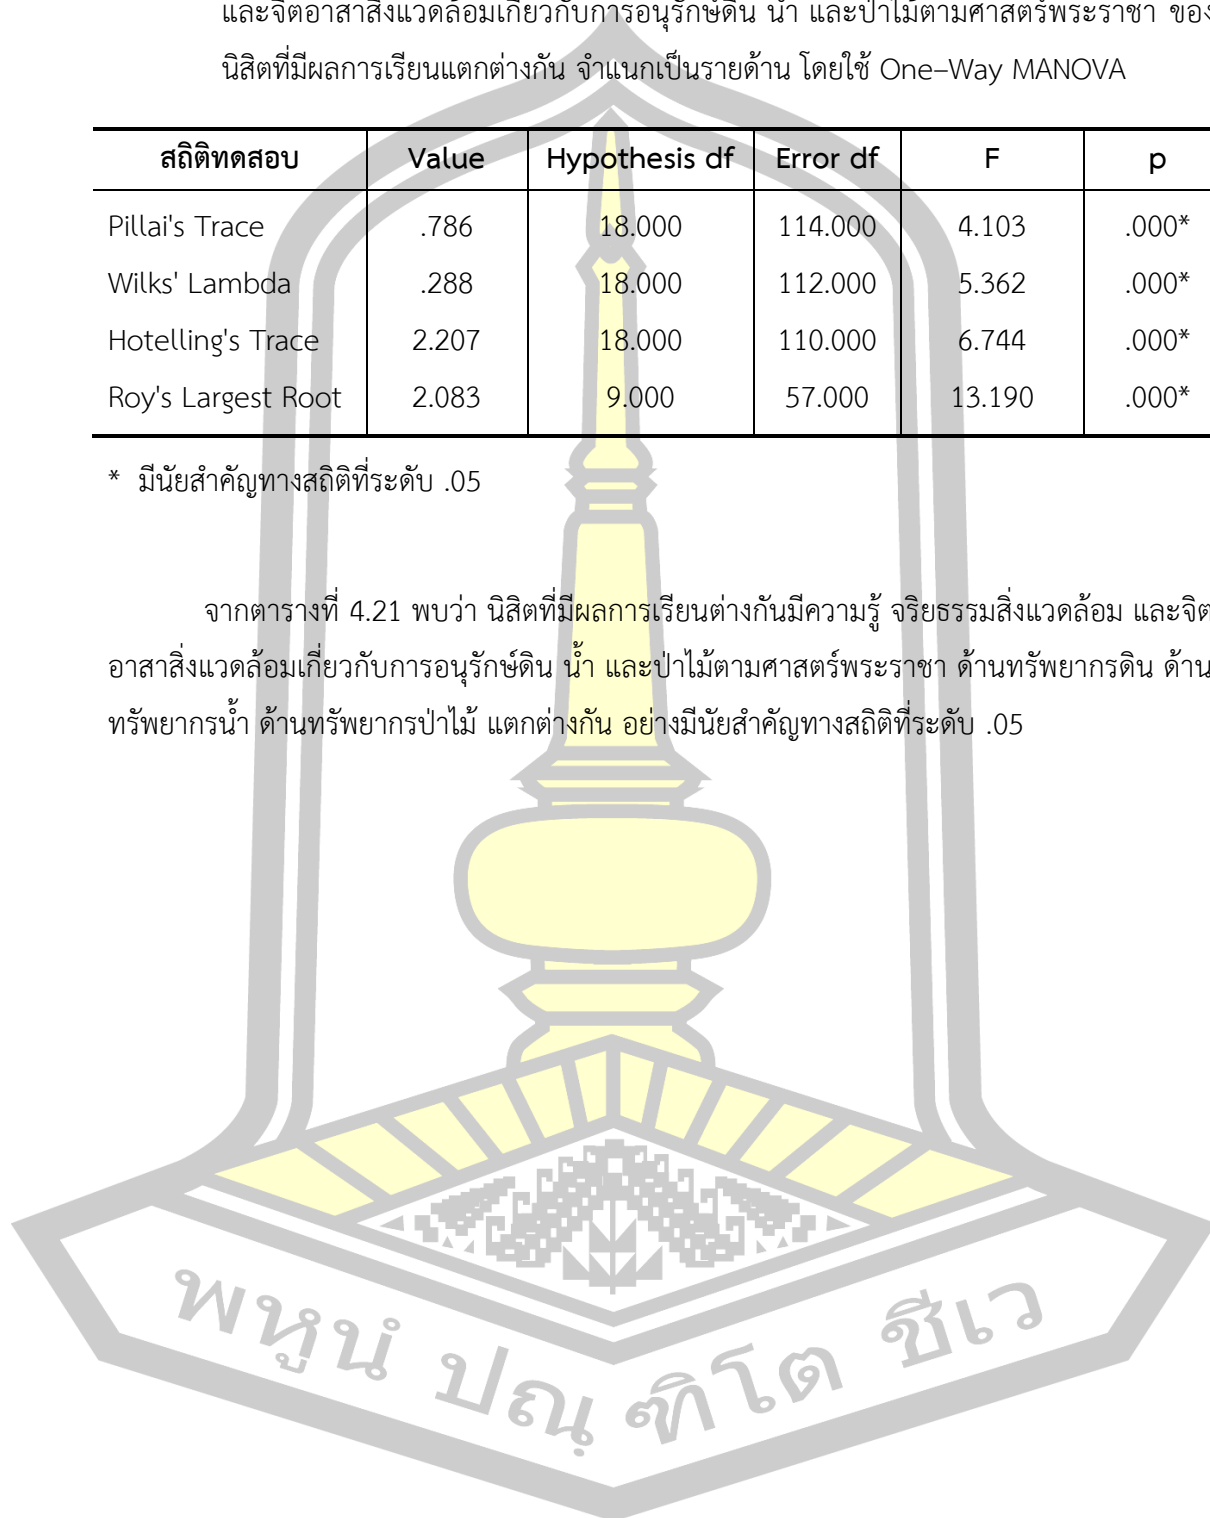 และจิตอาสาสิ่งแวดล้อมเกี่ยวกับการอนุรักษ์ดิน น้ำ และป่าไม้ตามศาสตร์พระราชา ของ
นิสิตที่มีผลการเรียนแตกต่างกัน จำแนกเป็นรายด้าน โดยใช้ One–Way MANOVA
สถิติทดสอบ Value Hypothesis df Error df F p
Pillai's Trace .786 18.000 114.000 4.103 .000*
Wilks' Lambda .288 18.000 112.000 5.362 .000*
Hotelling's Trace 2.207 18.000 110.000 6.744 .000*
Roy's Largest Root 2.083 9.000 57.000 13.190 .000*
* มีนัยสำคัญทางสถิติที่ระดับ .05
จากตารางที่ 4.21 พบว่า นิสิตที่มีผลการเรียนต่างกันมีความรู้ จริยธรรมสิ่งแวดล้อม และจิต
อาสาสิ่งแวดล้อมเกี่ยวกับการอนุรักษ์ดิน น้ำ และป่าไม้ตามศาสตร์พระราชา ด้านทรัพยากรดิน ด้าน
ทรัพยากรน้ำ ด้านทรัพยากรป่าไม้ แตกต่างกัน อย่างมีนัยสำคัญทางสถิติที่ระดับ .05
พหูนํ ปณฺฑิโต ชีเว